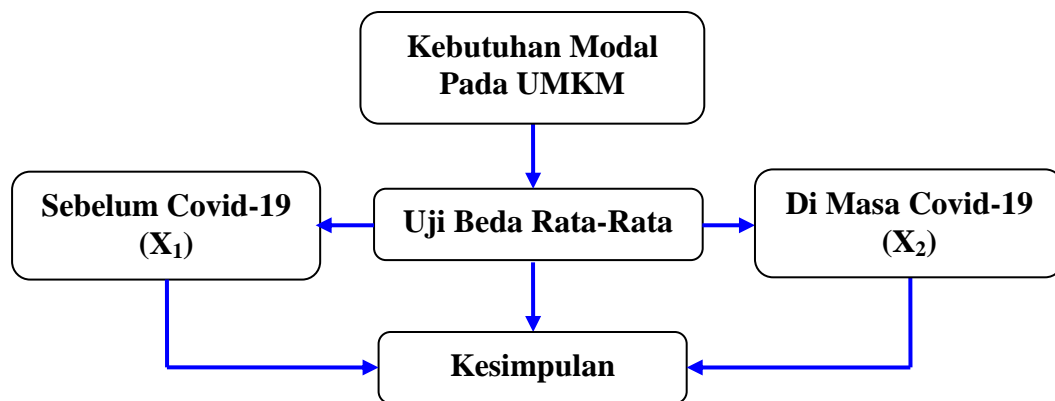 Kebutuhan Modal
Pada UMKM
Sebelum Covid-19
(X₁)
Uji Beda Rata-Rata
Di Masa Covid-19
(X₂)
Kesimpulan